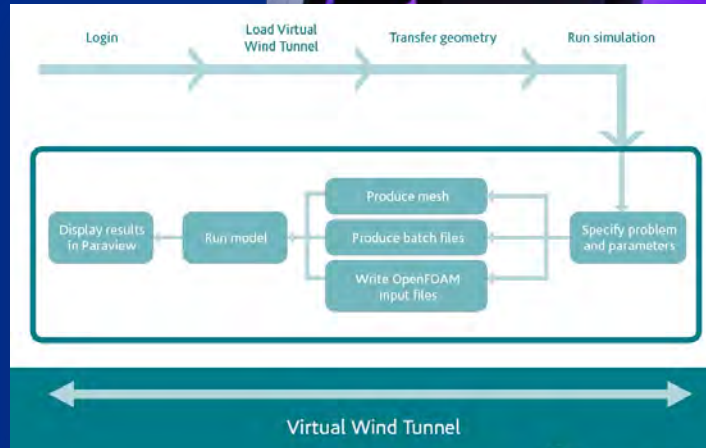 Login
Load Virtual
Wind Tunnel
Transfer geometry
Run simulation
Produce mesh
Display results
in Paraview
Run model
Produce batch files
Specify problem
and parameters
Write OpenFDAM
input files
Virtual Wind Tunnel